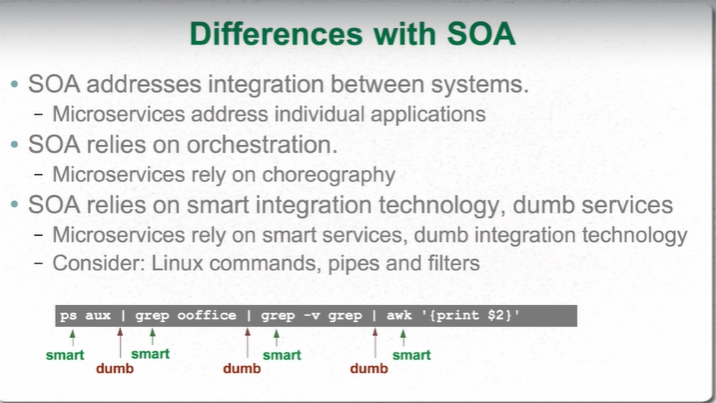 Differences with SOA
• SOA addresses integration between systems.
– Microservices address individual applications
• SOA relies on orchestration.
– Microservices rely on choreography
• SOA relies on smart integration technology, dumb services
– Microservices rely on smart services, dumb integration technology
– Consider: Linux commands, pipes and filters
ps aux | grep ooffice | grep -v grep | awk '{print $2}'
smart dumb smart dumb smart dumb smart